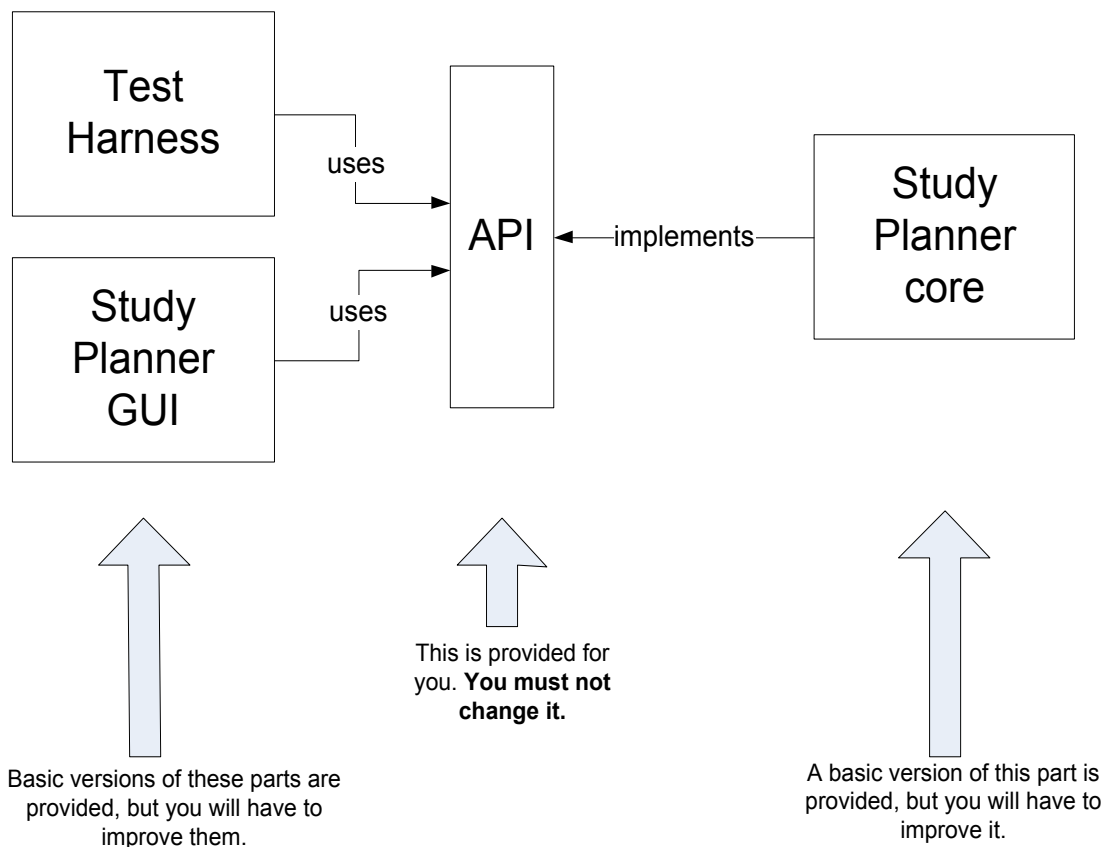 Test
Harness
uses
Study
Planner
GUI
uses
API
implements
Study
Planner
core
This is provided for
you. You must not
change it.
Basic versions of these parts are
provided, but you will have to
improve them.
A basic version of this part is
provided, but you will have to
improve it.